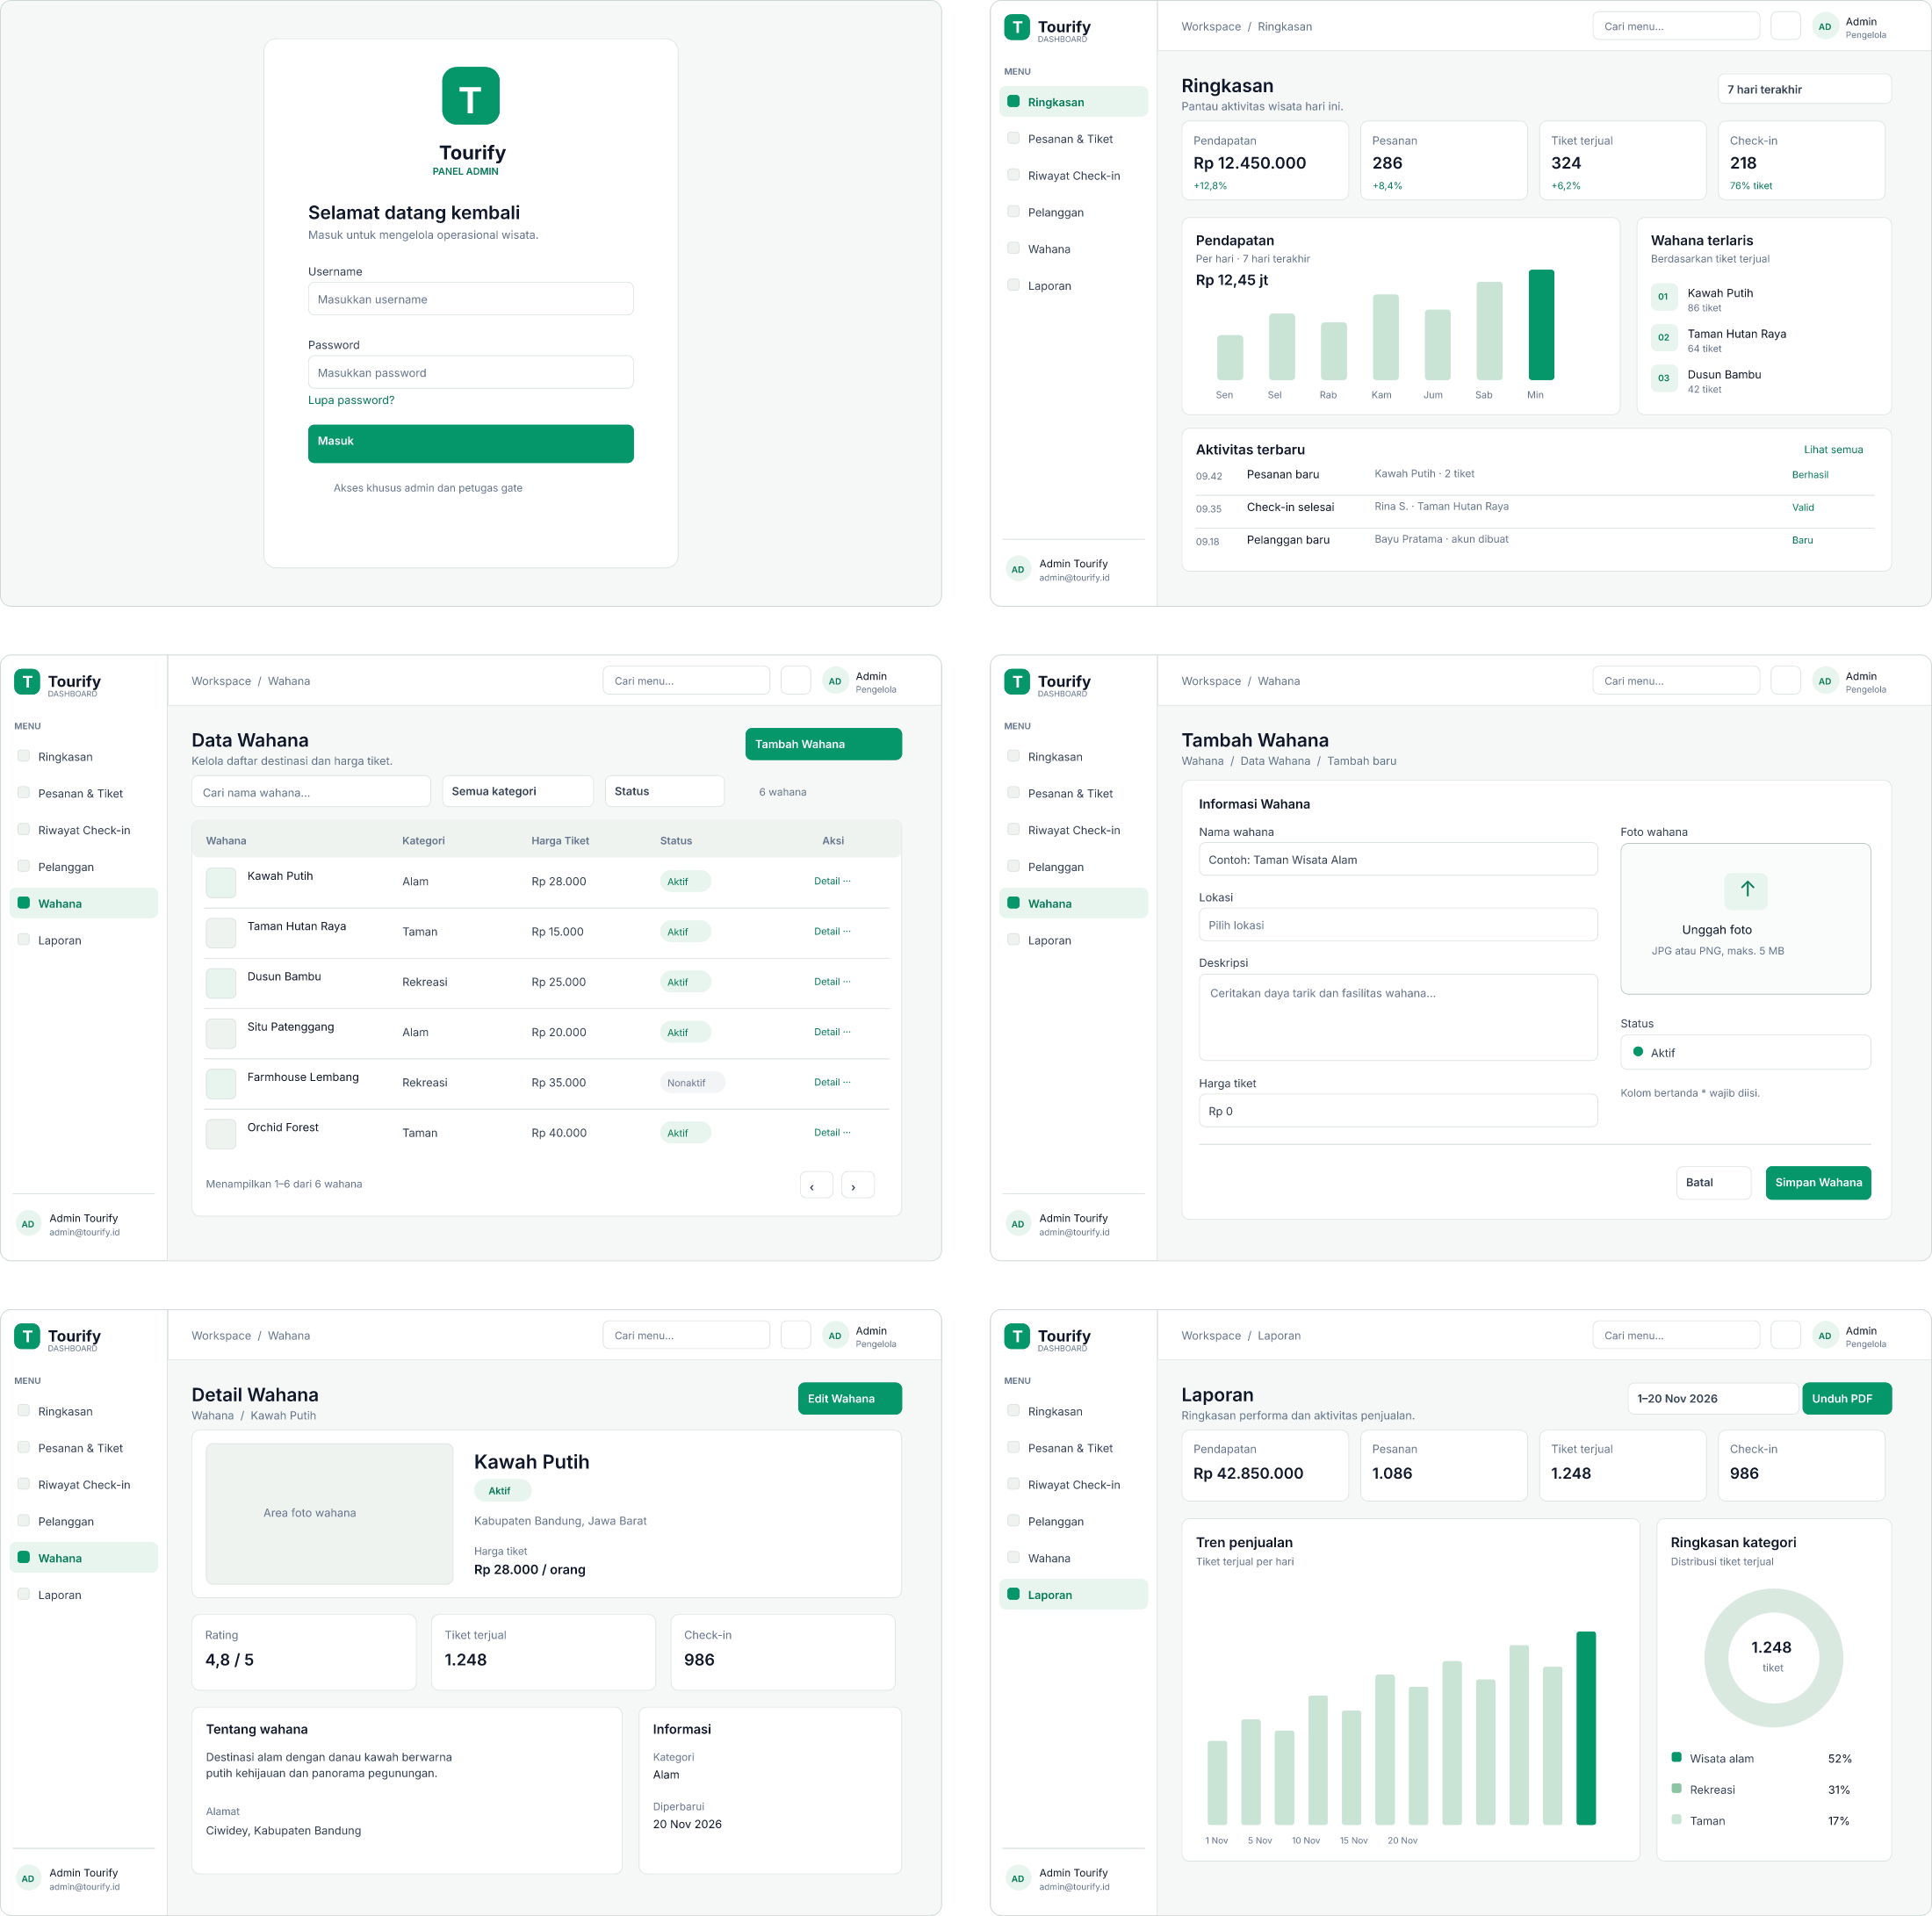 T
Tourify
PANEL ADMIN
Selamat datang kembali
Masuk untuk mengelola operasional wisata.
Username
Masukkan username
Password
Masukkan password
Lupa password?
Masuk
Akses khusus admin dan petugas gate
T Tourify
DASHBOARD
MENU
Ringkasan
Pesanan & Tiket
Riwayat Check-in
Pelanggan
Wahana
Laporan
AD Admin Tourify
admin@tourify.id
Workspace / Ringkasan
Cari menu...
AD Admin
Pengelola
Ringkasan
Pantau aktivitas wisata hari ini.
7 hari terakhir
Pendapatan
Rp 12.450.000
+12,8%
Pesanan
286
+8,4%
Tiket terjual
324
+6,2%
Check-in
218
76% tiket
Pendapatan
Per hari · 7 hari terakhir
Rp 12,45 jt
Sen Sel Rab Kam Jum Sab Min
Wahana terlaris
Berdasarkan tiket terjual
01 Kawah Putih
86 tiket
02 Taman Hutan Raya
64 tiket
03 Dusun Bambu
42 tiket
Aktivitas terbaru Lihat semua
09.42 Pesanan baru Kawah Putih · 2 tiket Berhasil
09.35 Check-in selesai Rina S. · Taman Hutan Raya Valid
09.18 Pelanggan baru Bayu Pratama · akun dibuat Baru
T Tourify
DASHBOARD
MENU
Ringkasan
Pesanan & Tiket
Riwayat Check-in
Pelanggan
Wahana
Laporan
AD Admin Tourify
admin@tourify.id
Workspace / Wahana
Cari menu...
AD Admin
Pengelola
Data Wahana
Kelola daftar destinasi dan harga tiket.
Tambah Wahana
Cari nama wahana... Semua kategori Status 6 wahana
Wahana Kategori Harga Tiket Status Aksi
Kawah Putih Alam Rp 28.000 Aktif Detail ···
Taman Hutan Raya Taman Rp 15.000 Aktif Detail ···
Dusun Bambu Rekreasi Rp 25.000 Aktif Detail ···
Situ Patenggang Alam Rp 20.000 Aktif Detail ···
Farmhouse Lembang Rekreasi Rp 35.000 Nonaktif Detail ···
Orchid Forest Taman Rp 40.000 Aktif Detail ···
Menampilkan 1–6 dari 6 wahana ‹ ›
T Tourify
DASHBOARD
MENU
Ringkasan
Pesanan & Tiket
Riwayat Check-in
Pelanggan
Wahana
Laporan
AD Admin Tourify
admin@tourify.id
Workspace / Wahana
Cari menu...
AD Admin
Pengelola
Tambah Wahana
Wahana / Data Wahana / Tambah baru
Informasi Wahana
Nama wahana
Contoh: Taman Wisata Alam
Lokasi
Pilih lokasi
Deskripsi
Ceritakan daya tarik dan fasilitas wahana...
Harga tiket
Rp 0
Foto wahana
↑
Unggah foto
JPG atau PNG, maks. 5 MB
Status
Aktif
Kolom bertanda * wajib diisi.
Batal Simpan Wahana
T Tourify
DASHBOARD
MENU
Ringkasan
Pesanan & Tiket
Riwayat Check-in
Pelanggan
Wahana
Laporan
AD Admin Tourify
admin@tourify.id
Workspace / Wahana
Cari menu...
AD Admin
Pengelola
Detail Wahana
Wahana / Kawah Putih
Edit Wahana
Area foto wahana
Kawah Putih
Aktif
Kabupaten Bandung, Jawa Barat
Harga tiket
Rp 28.000 / orang
Rating
4,8 / 5
Tiket terjual
1.248
Check-in
986
Tentang wahana
Destinasi alam dengan danau kawah berwarna
putih kehijauan dan panorama pegunungan.
Alamat
Ciwidey, Kabupaten Bandung
Informasi
Kategori
Alam
Diperbarui
20 Nov 2026
T Tourify
DASHBOARD
MENU
Ringkasan
Pesanan & Tiket
Riwayat Check-in
Pelanggan
Wahana
Laporan
AD Admin Tourify
admin@tourify.id
Workspace / Laporan
Cari menu...
AD Admin
Pengelola
Laporan
Ringkasan performa dan aktivitas penjualan.
1–20 Nov 2026 Unduh PDF
Pendapatan
Rp 42.850.000
Pesanan
1.086
Tiket terjual
1.248
Check-in
986
Tren penjualan
Tiket terjual per hari
1 Nov 5 Nov 10 Nov 15 Nov 20 Nov
Ringkasan kategori
Distribusi tiket terjual
1.248
tiket
Wisata alam 52%
Rekreasi 31%
Taman 17%